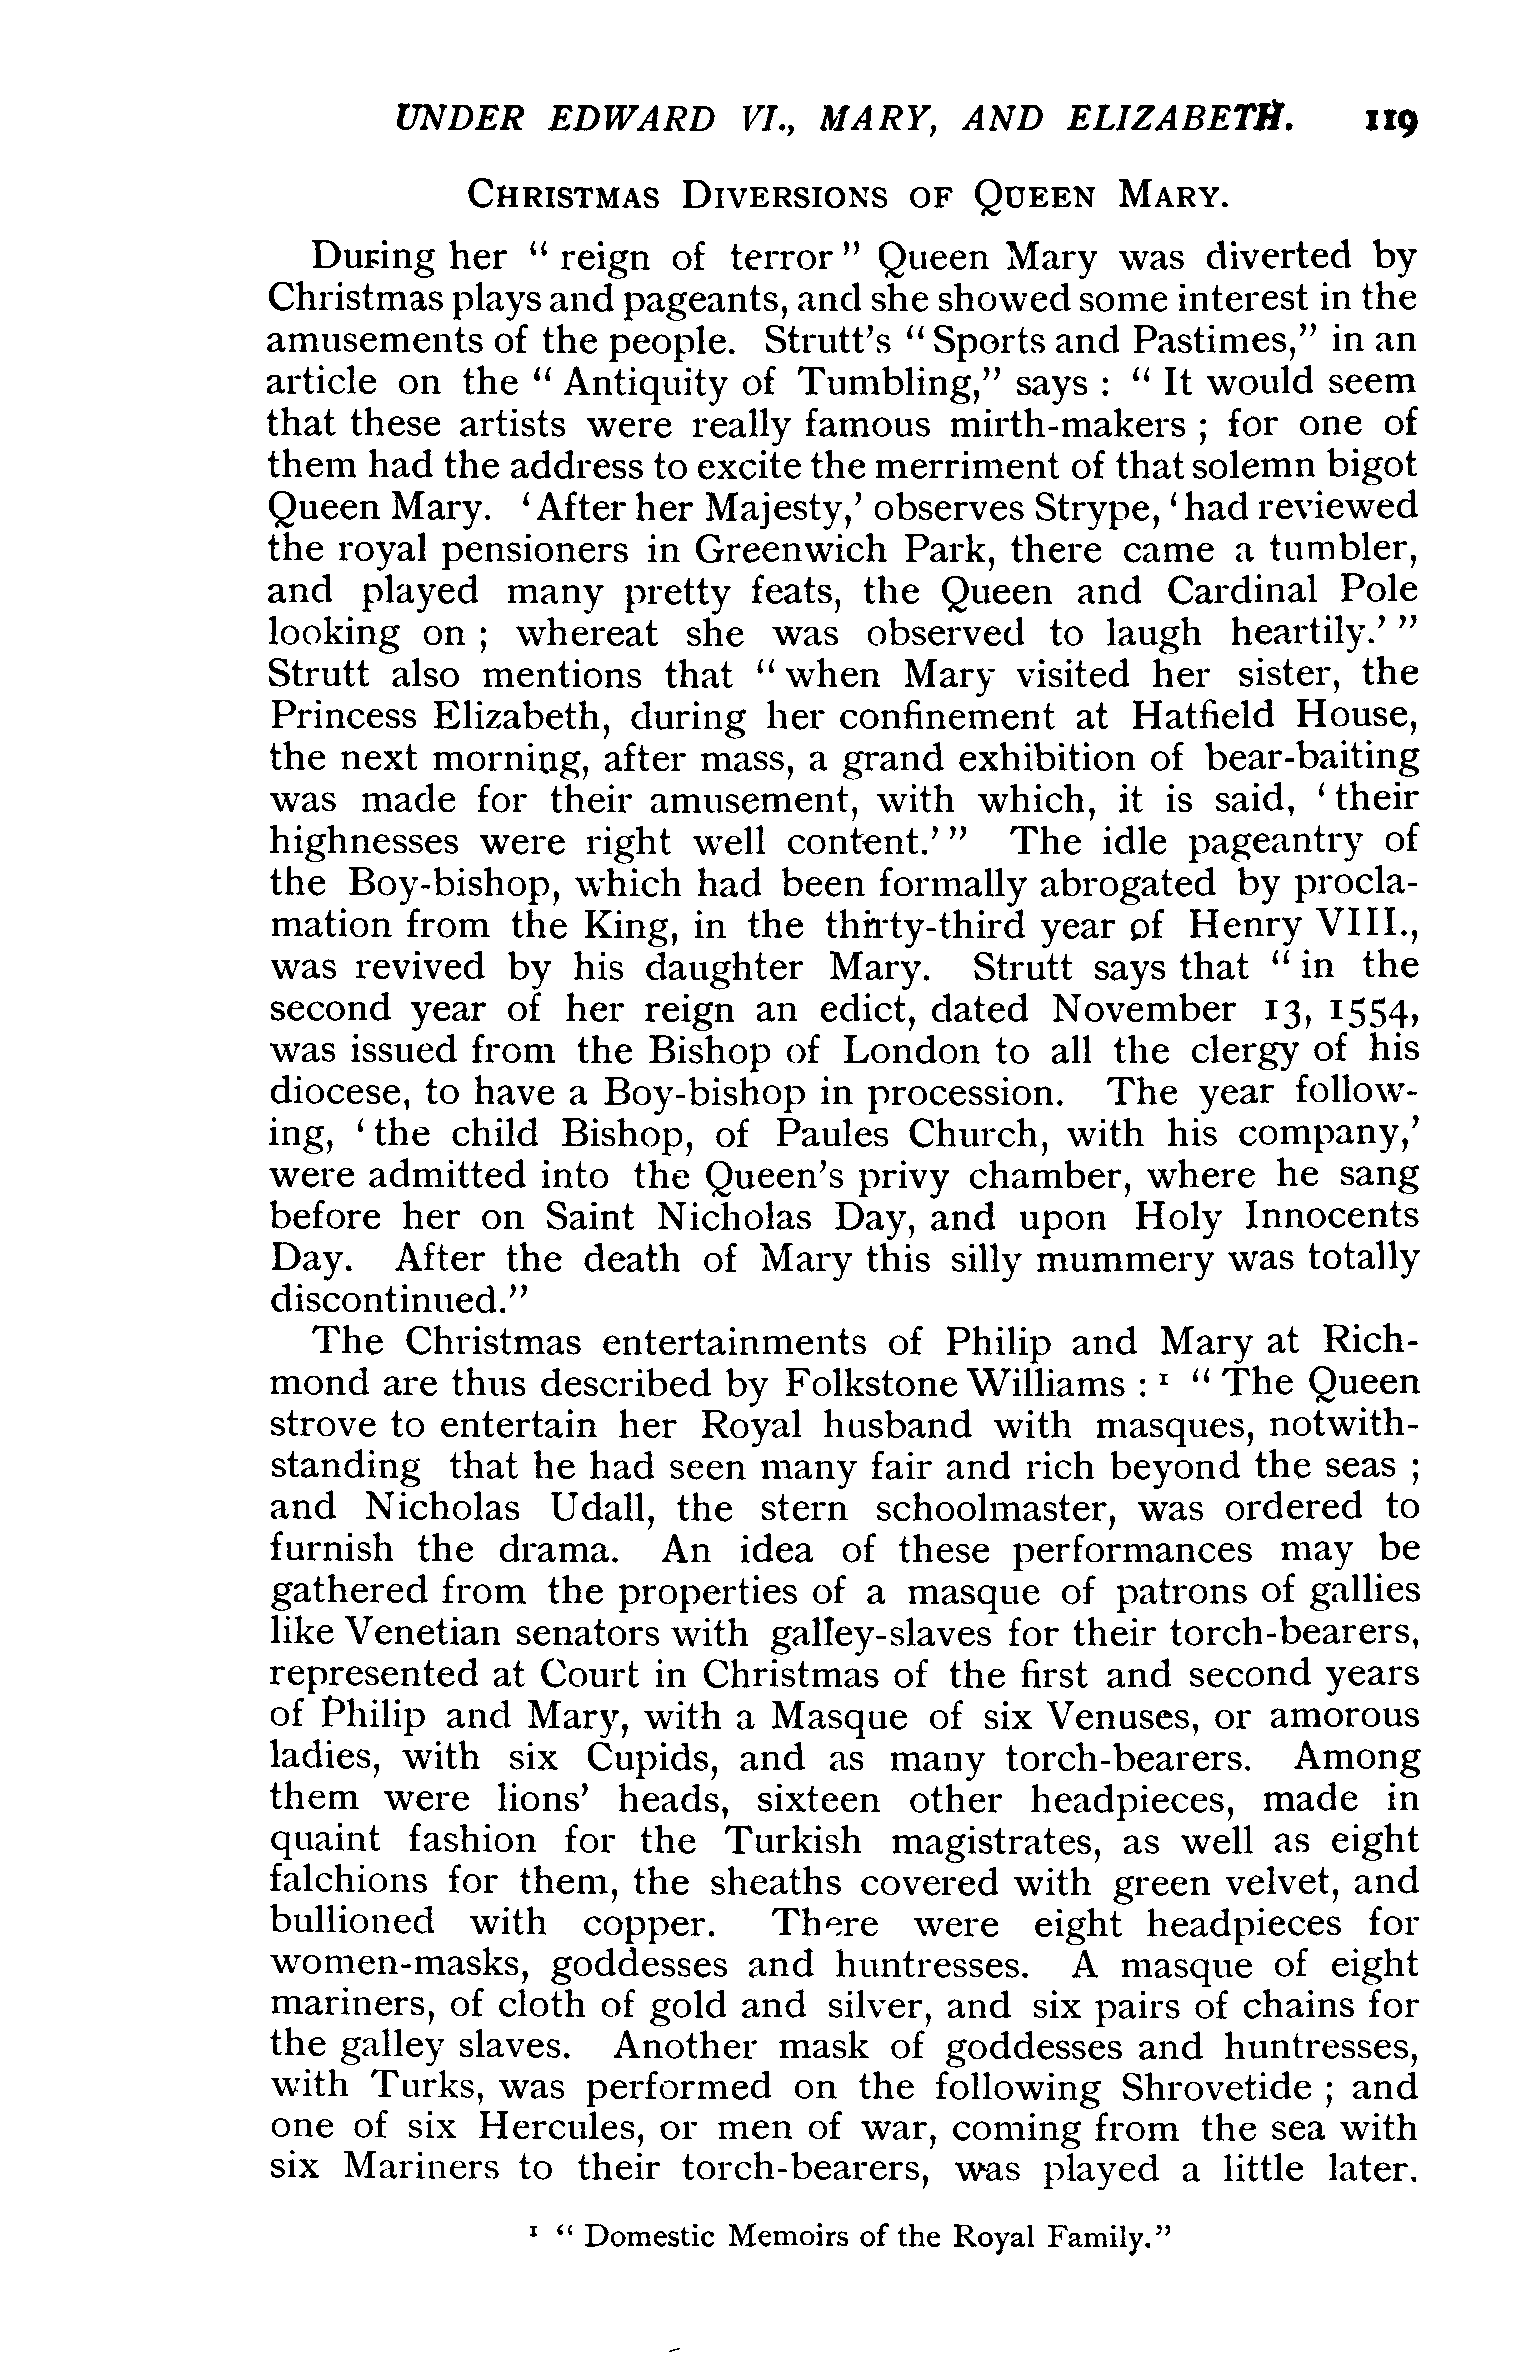 UNDER EDWARD VI., MARY, AND ELIZABETH. 119
CHRISTMAS DIVERSIONS OF QUEEN MARY.
During her “ reign of terror ” Queen Mary was diverted by
Christmas plays and pageants, and she showed some interest in the
amusements of the people. Strutt’s “ Sports and Pastimes,” in an
article on the “ Antiquity of Tumbling,” says : “ It would seem
that these artists were really famous mirth-makers ; for one of
them had the address to excite the merriment of that solemn bigot
Queen Mary. ‘ After her Majesty,’ observes Strype, ‘ had reviewed
the royal pensioners in Greenwich Park, there came a tumbler,
and played many pretty feats, the Queen and Cardinal Pole
looking on ; whereat she was observed to laugh heartily.’ ”
Strutt also mentions that “ when Mary visited her sister, the
Princess Elizabeth, during her confinement at Hatfield House,
the next morning, after mass, a grand exhibition of bear-baiting
was made for their amusement, with which, it is said, ‘ their
highnesses were right well content.’ ” The idle pageantry of
the Boy-bishop, which had been formally abrogated by procla-
mation from the King, in the thirty-third year of Henry VIII.,
was revived by his daughter Mary. Strutt says that “ in the
second year of her reign an edict, dated November 13, 1554,
was issued from the Bishop of London to all the clergy of his
diocese, to have a Boy-bishop in procession. The year follow-
ing, ‘ the child Bishop, of Paules Church, with his company,’
were admitted into the Queen’s privy chamber, where he sang
before her on Saint Nicholas Day, and upon Holy Innocents
Day. After the death of Mary this silly mummery was totally
discontinued.”
The Christmas entertainments of Philip and Mary at Rich-
mond are thus described by Folkstone Williams : ¹ “ The Queen
strove to entertain her Royal husband with masques, notwith-
standing that he had seen many fair and rich beyond the seas ;
and Nicholas Udall, the stern schoolmaster, was ordered to
furnish the drama. An idea of these performances may be
gathered from the properties of a masque of patrons of gallies
like Venetian senators with galley-slaves for their torch-bearers,
represented at Court in Christmas of the first and second years
of Philip and Mary, with a Masque of six Venuses, or amorous
ladies, with six Cupids, and as many torch-bearers. Among
them were lions’ heads, sixteen other headpieces, made in
quaint fashion for the Turkish magistrates, as well as eight
falchions for them, the sheaths covered with green velvet, and
bullioned with copper. There were eight headpieces for
women-masks, goddesses and huntresses. A masque of eight
mariners, of cloth of gold and silver, and six pairs of chains for
the galley slaves. Another mask of goddesses and huntresses,
with Turks, was performed on the following Shrovetide ; and
one of six Hercules, or men of war, coming from the sea with
six Mariners to their torch-bearers, was played a little later.
¹ “ Domestic Memoirs of the Royal Family.”